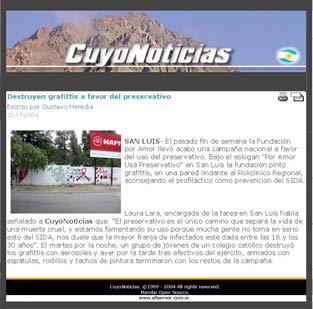 CuyoNoticias
Destruyen grafittis a favor del preservativo
Escrito por Gustavo Heredia
12-11-2004
MAPF
SAN LUIS- El pasado fin de semana la Fundación
por Amor llevó acabo una campaña nacional a favor
del uso del preservativo. Bajo el eslogan "Por Amor
Usá Preservativo" en San Luis la fundación pintó
grafittis, en una pared lindante al Policlínico Regional,
aconsejando el profiláctico como prevencion del SIDA.
Laura Lara, encargada de la tarea en San Luis había
señalado a CuyoNoticias que: "El preservativo es el único camino que separa la vida de
una muerte cruel, y estamos fomentando su uso porque mucha gente no toma en serio
esto del SIDA, nos duele que la mayor franja de infectados esté dada entre las 18 y los
30 años". El martes por la noche, un grupo de jóvenes de un colegio católico destruyó
los grafittis con aerosoles y ayer por la tarde tres efectivos del ejército, armados con
espatulas, rodillos y tachos de pintura terminaron con los restos de la campaña.
CuyoNoticias. ©1999 - 2004 All rights reserved.
Mambo Open Source.
www.allserver.com.ar.